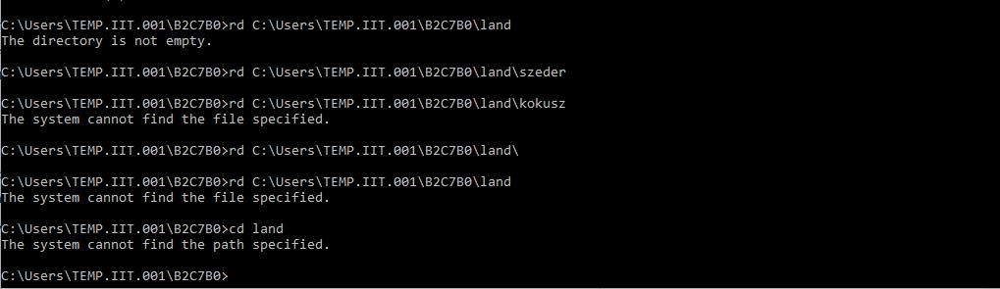 C:\Users\TEMP.IIT.001\B2C7B0>rd C:\Users\TEMP.IIT.001\B2C7B0\land
The directory is not empty.
C:\Users\TEMP.IIT.001\B2C7B0>rd C:\Users\TEMP.IIT.001\B2C7B0\land\szeder
C:\Users\TEMP.IIT.001\B2C7B0>rd C:\Users\TEMP.IIT.001\B2C7B0\land\kokusz
The system cannot find the file specified.
C:\Users\TEMP.IIT.001\B2C7B0>rd C:\Users\TEMP.IIT.001\B2C7B0\land\
C:\Users\TEMP.IIT.001\B2C7B0>rd C:\Users\TEMP.IIT.001\B2C7B0\land
The system cannot find the file specified.
C:\Users\TEMP.IIT.001\B2C7B0>cd land
The system cannot find the path specified.
C:\Users\TEMP.IIT.001\B2C7B0>